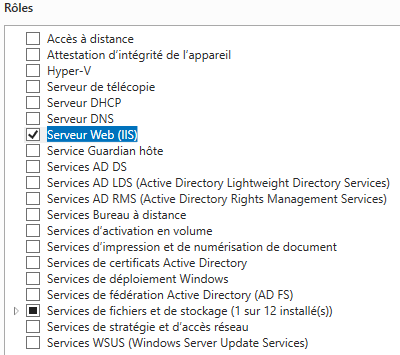 Rôles
Accès à distance
Attestation d’intégrité de l’appareil
Hyper-V
Serveur de télécopie
Serveur DHCP
Serveur DNS
Serveur Web (IIS)
Service Guardian hôte
Services AD DS
Services AD LDS (Active Directory Lightweight Directory Services)
Services AD RMS (Active Directory Rights Management Services)
Services Bureau à distance
Services d’activation en volume
Services d’impression et de numérisation de document
Services de certificats Active Directory
Services de déploiement Windows
Services de fédération Active Directory (AD FS)
Services de fichiers et de stockage (1 sur 12 installé(s))
Services de stratégie et d’accès réseau
Services WSUS (Windows Server Update Services)